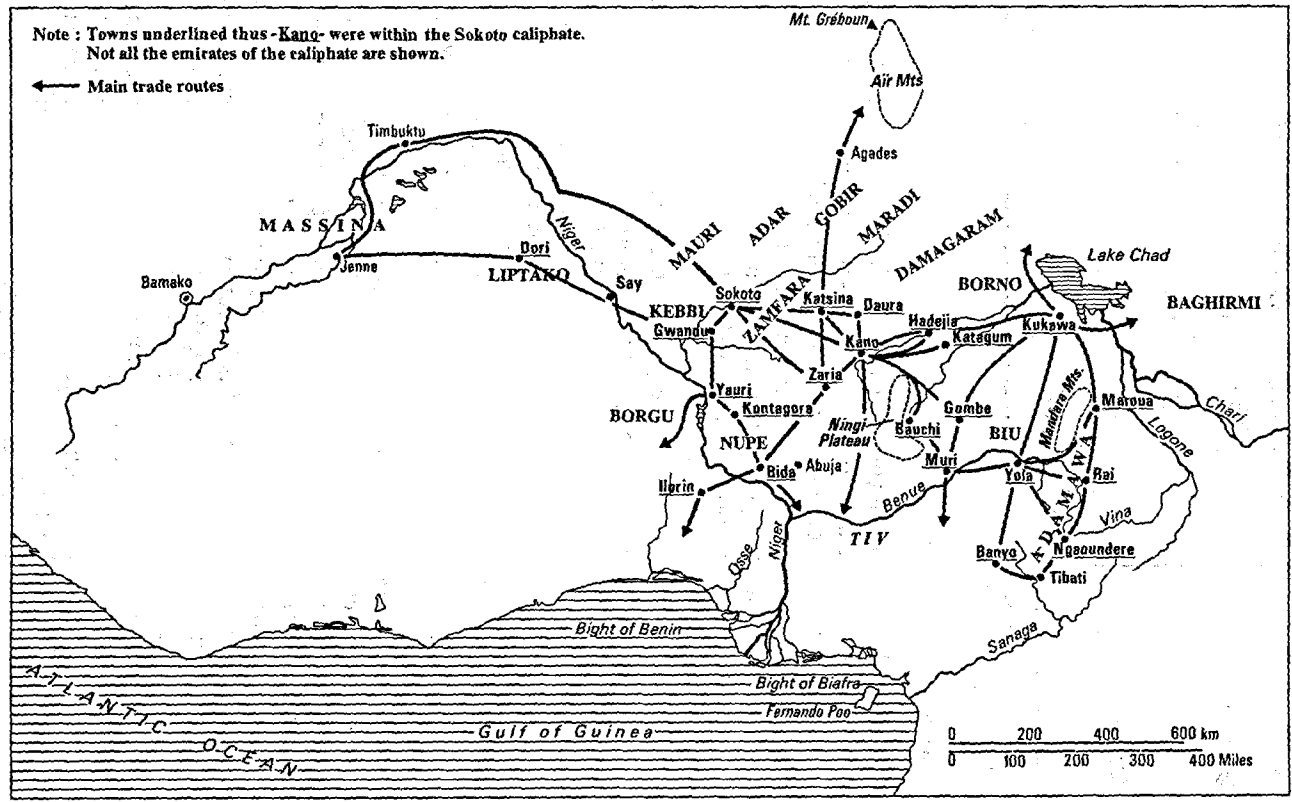 Note : Towns underlined thus -Kano- were within the Sokoto caliphate.
Not all the emirates of the caliphate are shown.
Main trade routes
Mt. Gréboun
Aïr Mts
Timbuktu
Agades
MASSINA
Niger
MAURI
ADAR
GOBIR
MARADI
DAMAGARAM
Dori
Jenne
LIPTAKO
Bamako
Say
KEBBI
Sokoto
ZAMFARA
Katsina
Daura
BORNO
Lake Chad
BAGHIRMI
Gwandu
Kano
Hadejia
Katagum
Kukawa
Zaria
Yauri
Kontagora
BORGU
NUPE
Ningi
Plateau
Bauchi
Gombe
BIU
Mandara Mts.
Maroua
Chari
Logone
Bida
Abuja
Ilorin
Muri
Yola
Rai
ADAMAWA
Benue
TIV
Osse
Niger
Vina
Banyo
Ngaoundere
Tibati
Sanaga
Bight of Benin
Bight of Biafra
Fernando Poo
Gulf of Guinea
ATLANTIC
OCEAN
0 200 400 600 km
0 100 200 300 400 Miles